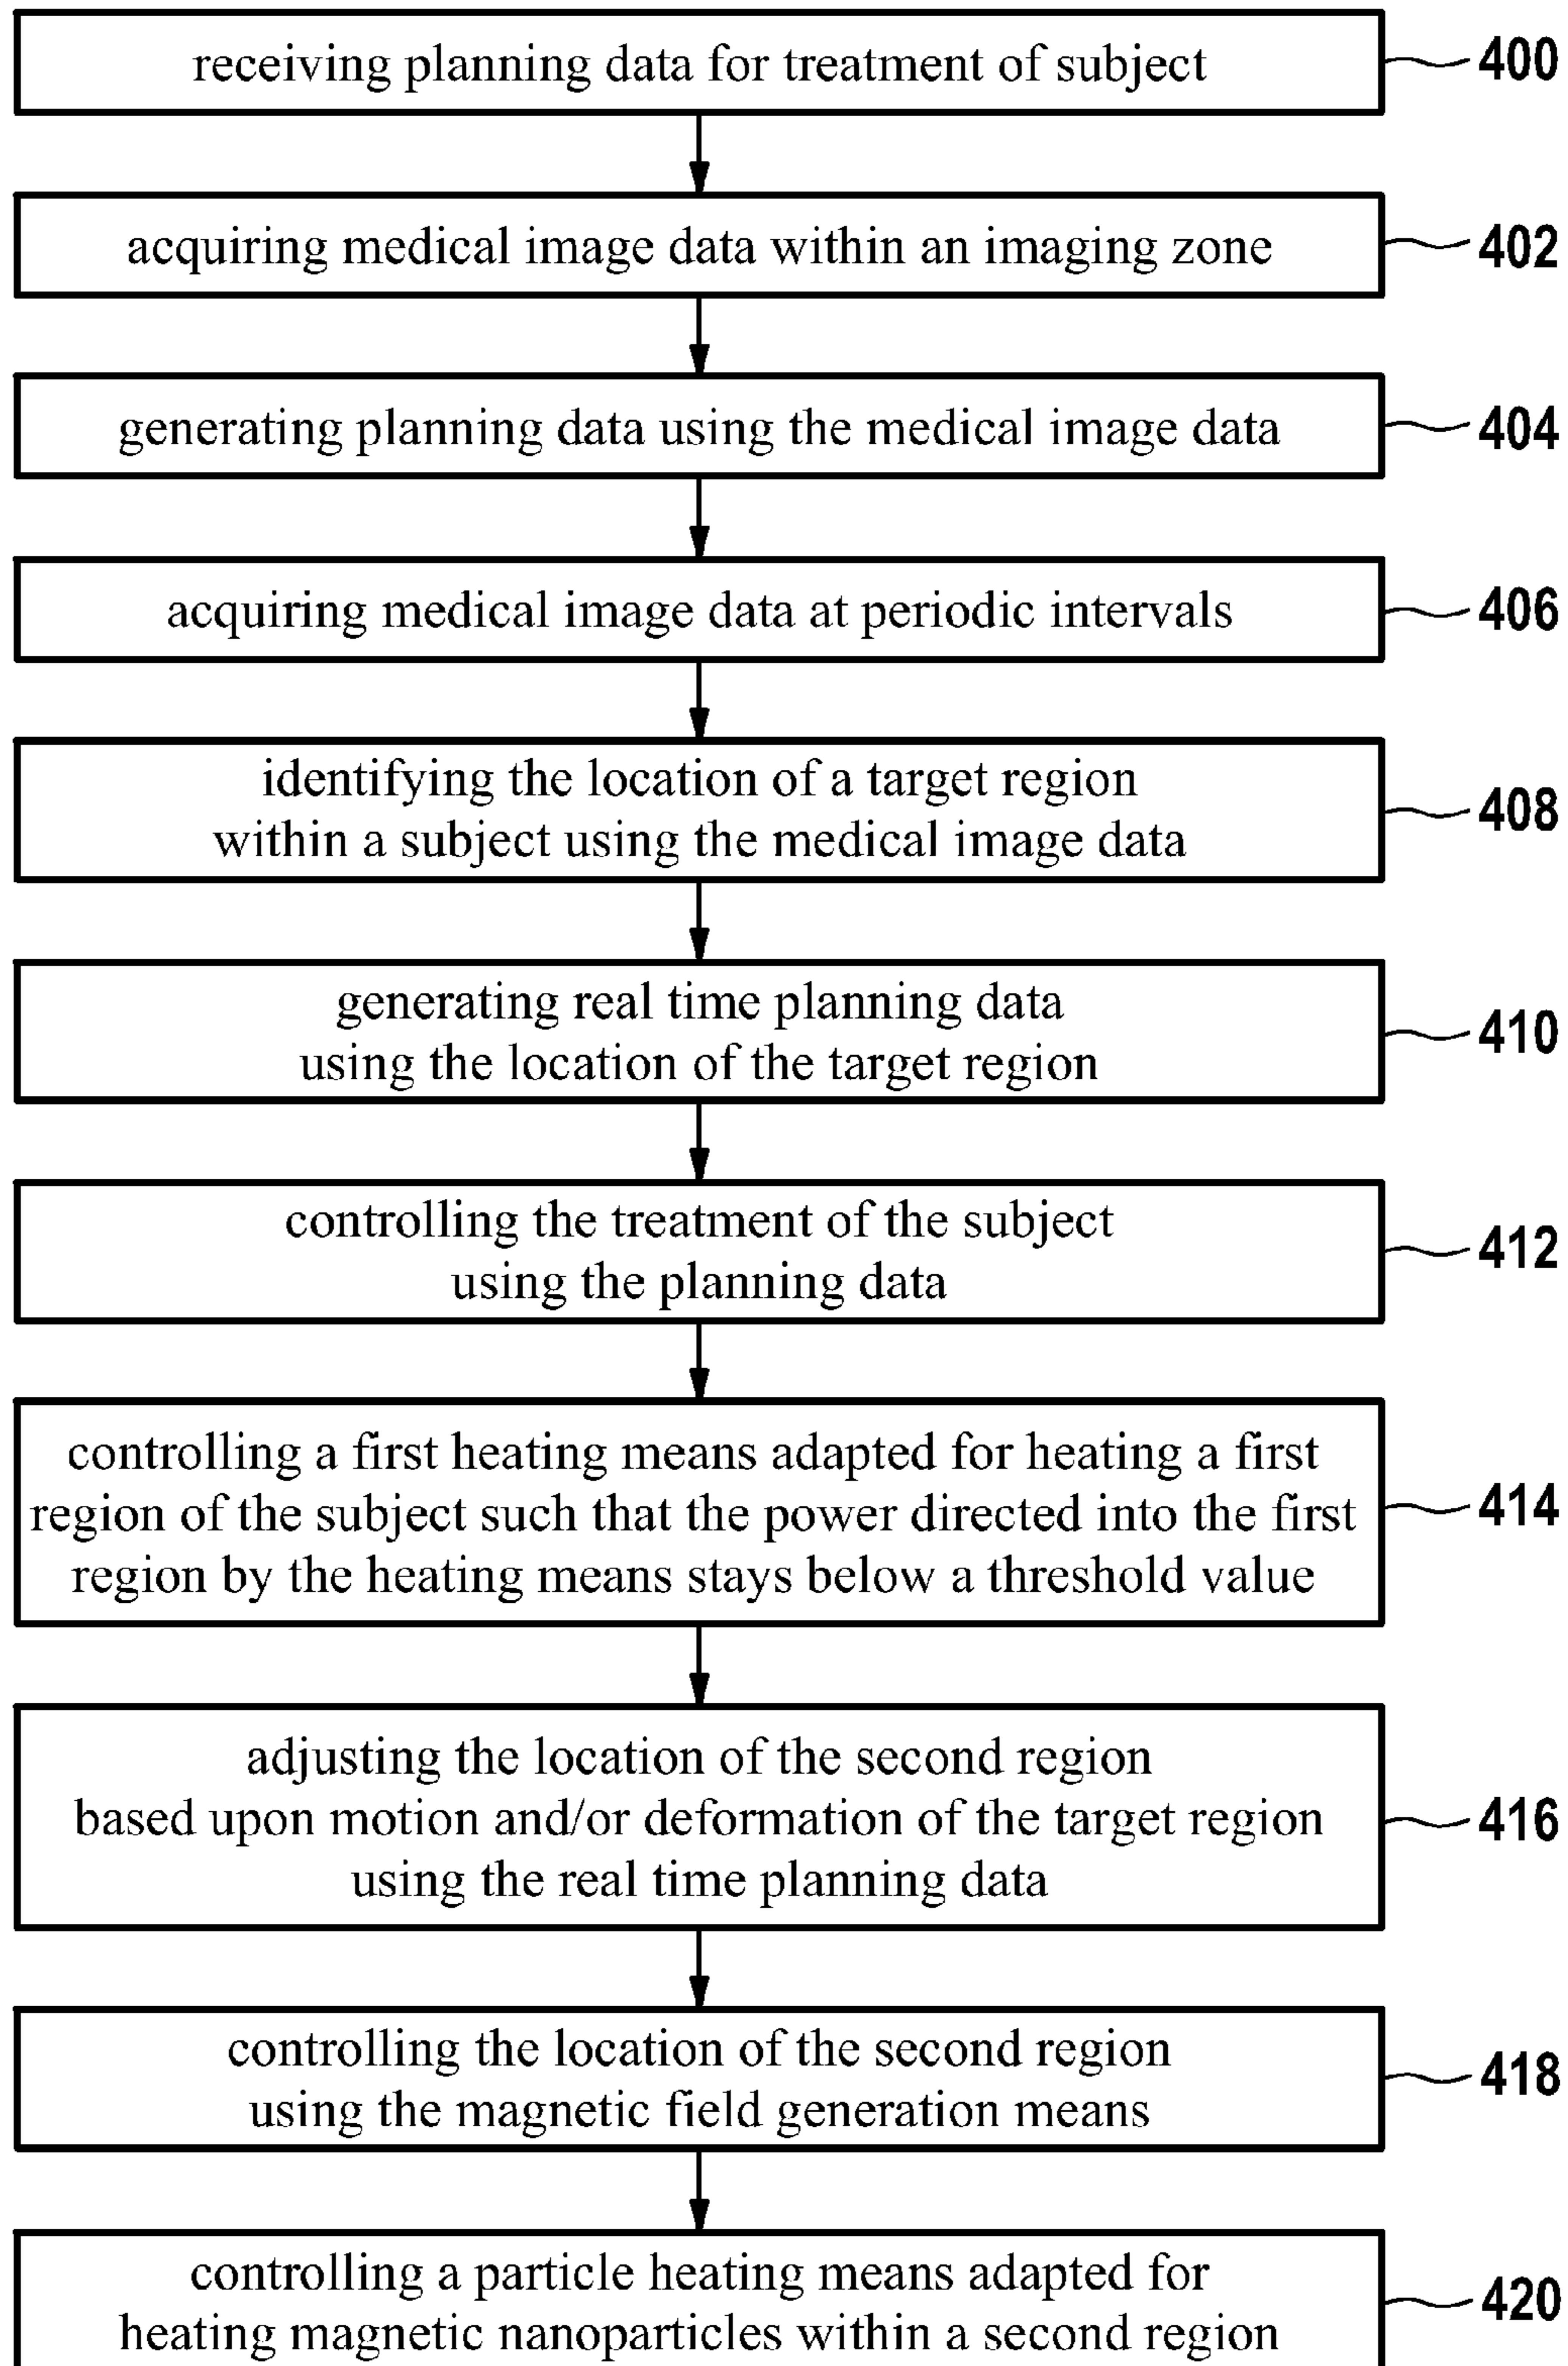 receiving planning data for treatment of subject
400
acquiring medical image data within an imaging zone
402
generating planning data using the medical image data
404
acquiring medical image data at periodic intervals
406
identifying the location of a target region
within a subject using the medical image data
408
generating real time planning data
using the location of the target region
410
controlling the treatment of the subject
using the planning data
412
controlling a first heating means adapted for heating a first
region of the subject such that the power directed into the first
region by the heating means stays below a threshold value
414
adjusting the location of the second region
based upon motion and/or deformation of the target region
using the real time planning data
416
controlling the location of the second region
using the magnetic field generation means
418
controlling a particle heating means adapted for
heating magnetic nanoparticles within a second region
420